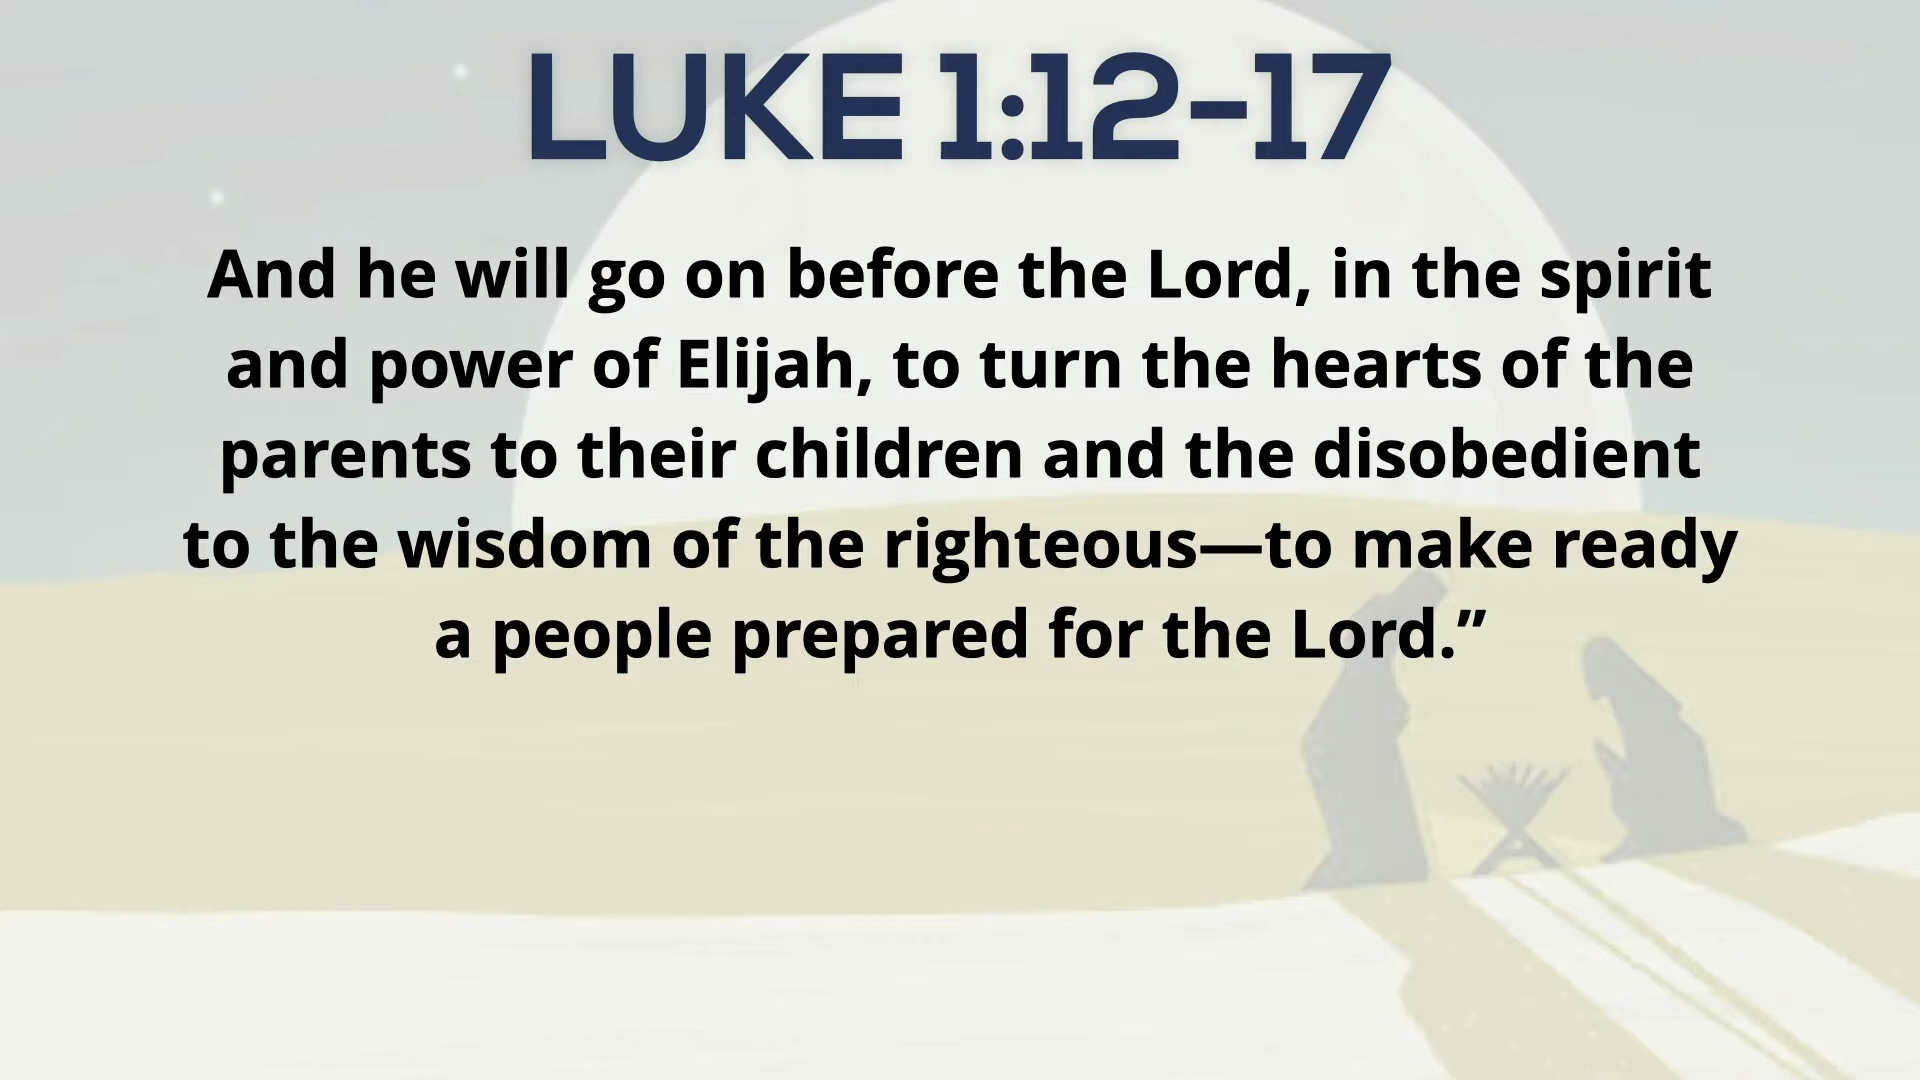 LUKE 1:12-17
And he will go on before the Lord, in the spirit
and power of Elijah, to turn the hearts of the
parents to their children and the disobedient
to the wisdom of the righteous—to make ready
a people prepared for the Lord.”